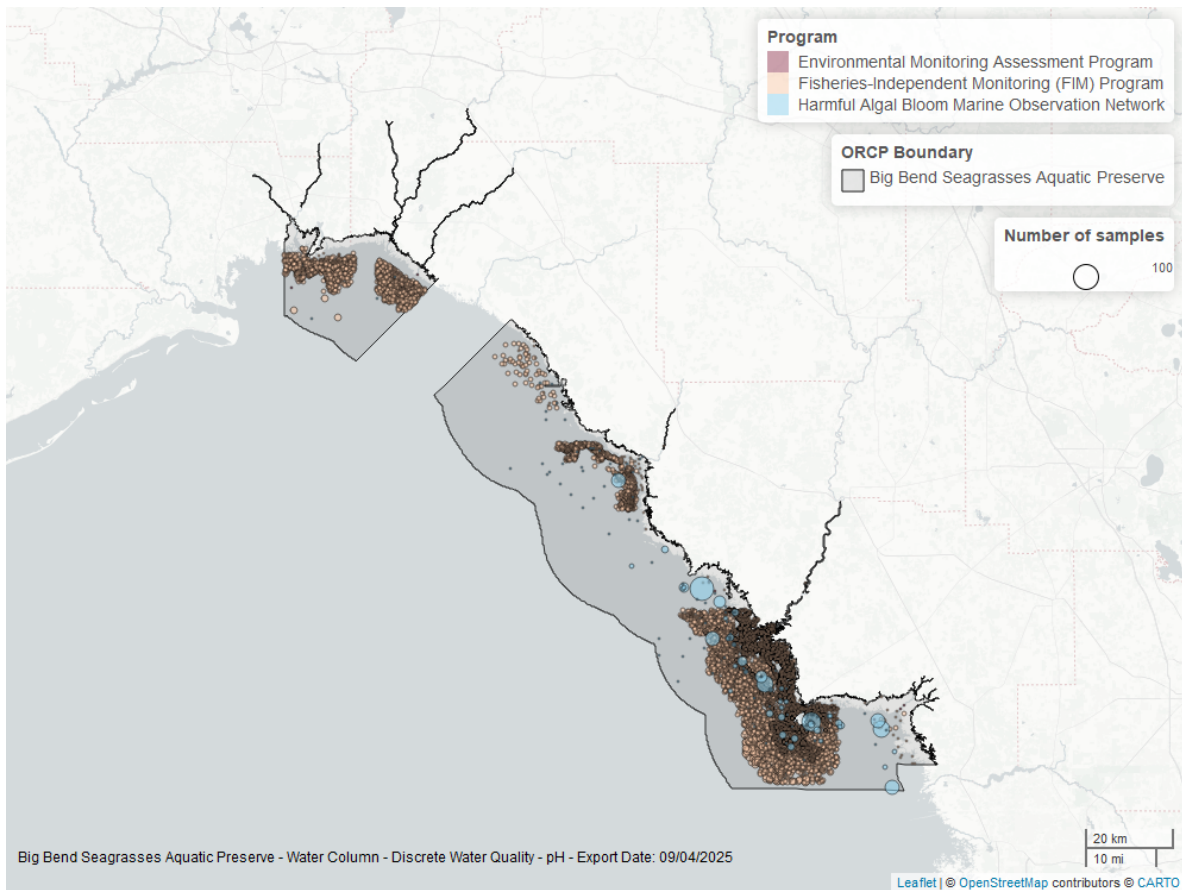 Program
Environmental Monitoring Assessment Program
Fisheries-Independent Monitoring (FIM) Program
Harmful Algal Bloom Marine Observation Network
ORCP Boundary
Big Bend Seagrasses Aquatic Preserve
Number of samples
100
20 km
10 mi
Big Bend Seagrasses Aquatic Preserve - Water Column - Discrete Water Quality - pH - Export Date: 09/04/2025
Leaflet | © OpenStreetMap contributors © CARTO